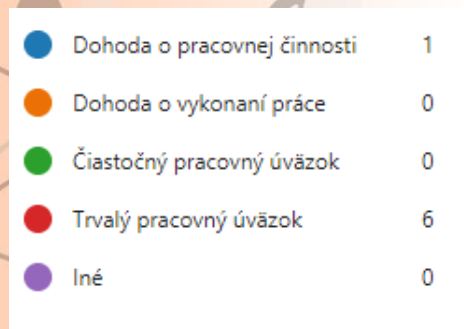 Dohoda o pracovnej činnosti 1
Dohoda o vykonaní práce 0
Čiastočný pracovný úväzok 0
Trvalý pracovný úväzok 6
Iné 0